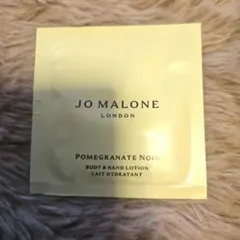 JO MALONE
LONDON
POMEGRANATE NOIR
BODY & HAND LOTION
LAIT HYDRATANT